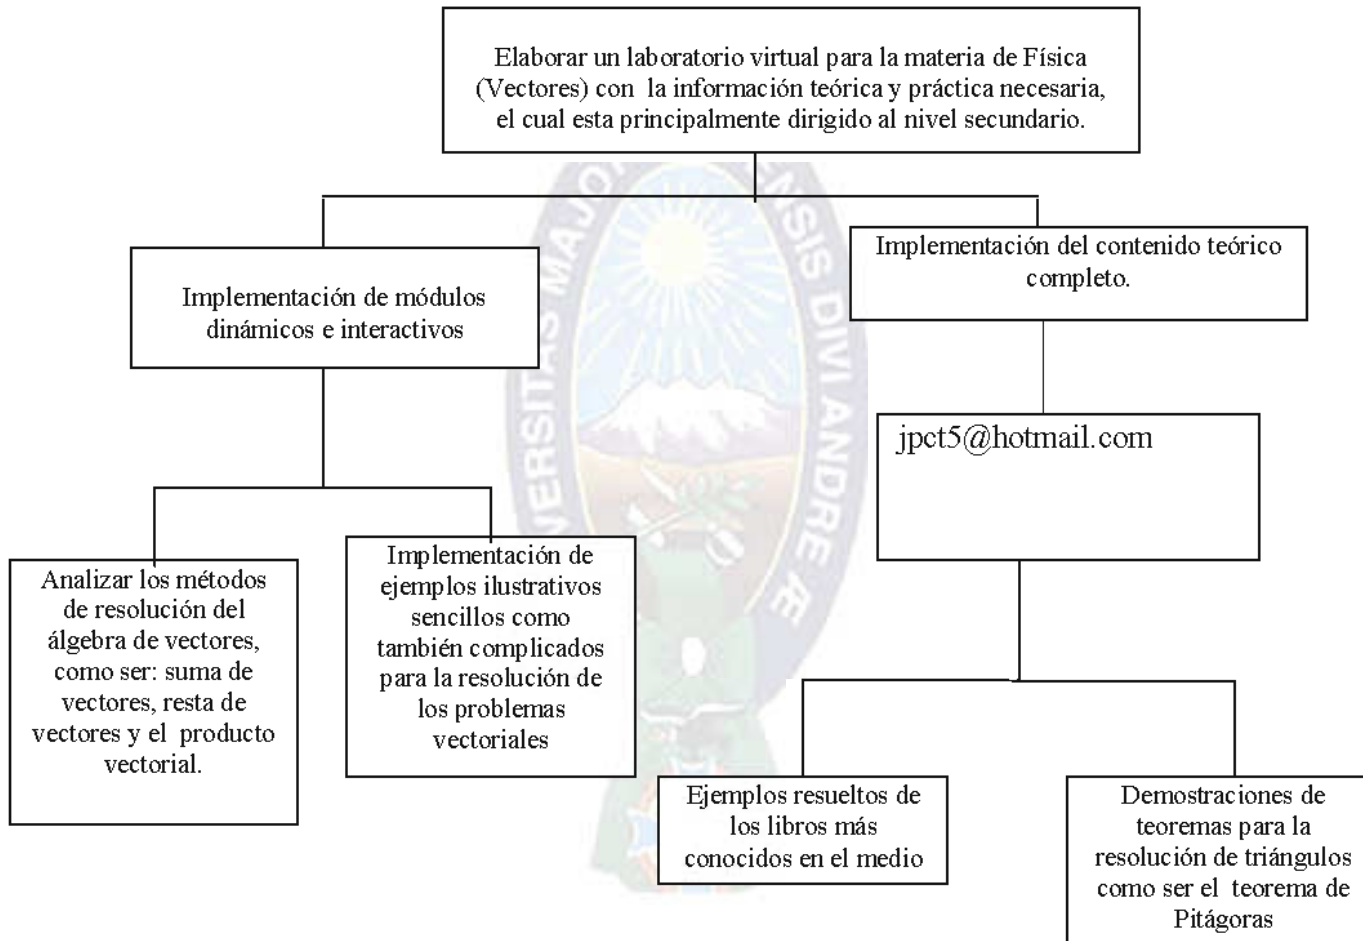 Elaborar un laboratorio virtual para la materia de Física
(Vectores) con la información teórica y práctica necesaria,
el cual esta principalmente dirigido al nivel secundario.
Implementación de módulos
dinámicos e interactivos
Implementación del contenido teórico
completo.
jpct5@hotmail.com
Analizar los métodos
de resolución del
álgebra de vectores,
como ser: suma de
vectores, resta de
vectores y el producto
vectorial.
Implementación de
ejemplos ilustrativos
sencillos como
también complicados
para la resolución de
los problemas
vectoriales
Ejemplos resueltos de
los libros más
conocidos en el medio
Demostraciones de
teoremas para la
resolución de triángulos
como ser el teorema de
Pitágoras